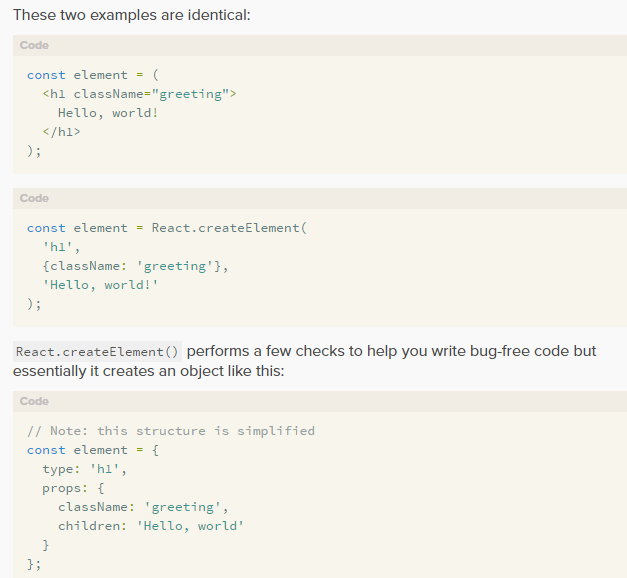 These two examples are identical:
Code
const element = (
  <h1 className="greeting">
    Hello, world!
  </h1>
);
Code
const element = React.createElement(
  'h1',
  {className: 'greeting'},
  'Hello, world!'
);
React.createElement() performs a few checks to help you write bug-free code but
essentially it creates an object like this:
Code
// Note: this structure is simplified
const element = {
  type: 'h1',
  props: {
    className: 'greeting',
    children: 'Hello, world'
  }
};